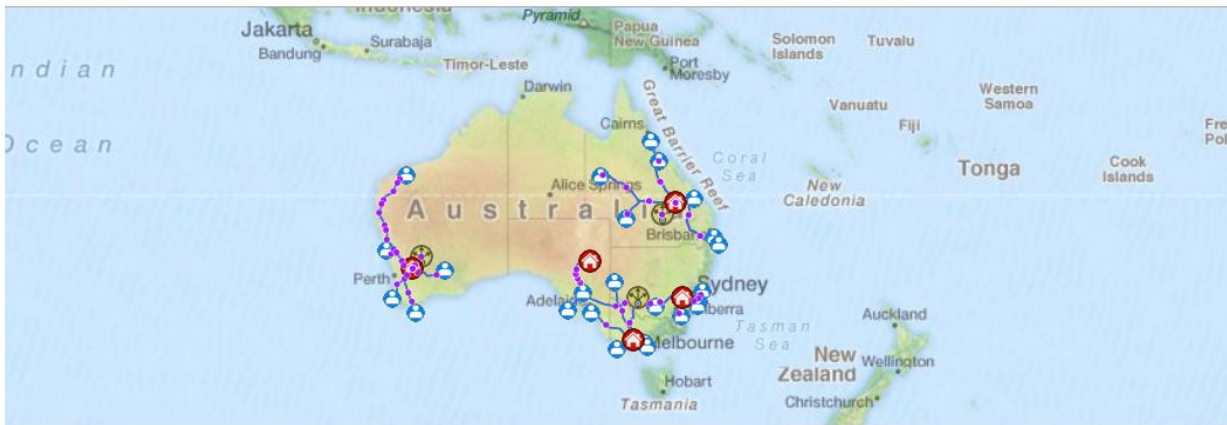 Indonesia
Pyramid
Jakarta
Papua
New Guinea
Surabaya
Solomon
Islands
Tuvalu
Bandung
Timor-Leste
Port
Moresby
Indian
Darwin
Western
Samoa
Vanuatu
Great Barrier Reef
Cairns
Fiji
Ocean
Coral
Sea
Tonga
Cook
Islands
Alice Springs
New
Caledonia
Australia
Brisbane
Perth
Sydney
Adelaide
Tasman
Sea
Auckland
Melbourne
New
Zealand
Wellington
Hobart
Tasmania
Christchurch